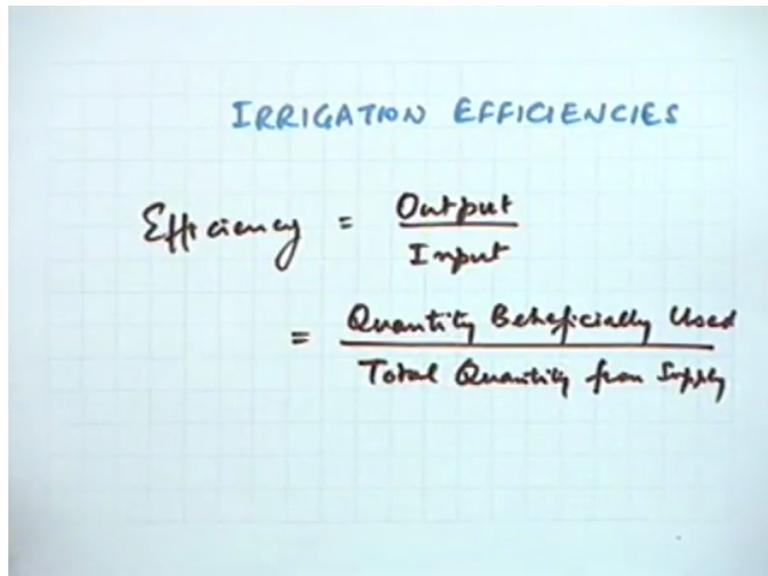 IRRIGATION EFFICIENCIES
Efficiency = Output / Input
= Quantity Beneficially Used / Total Quantity from Supply